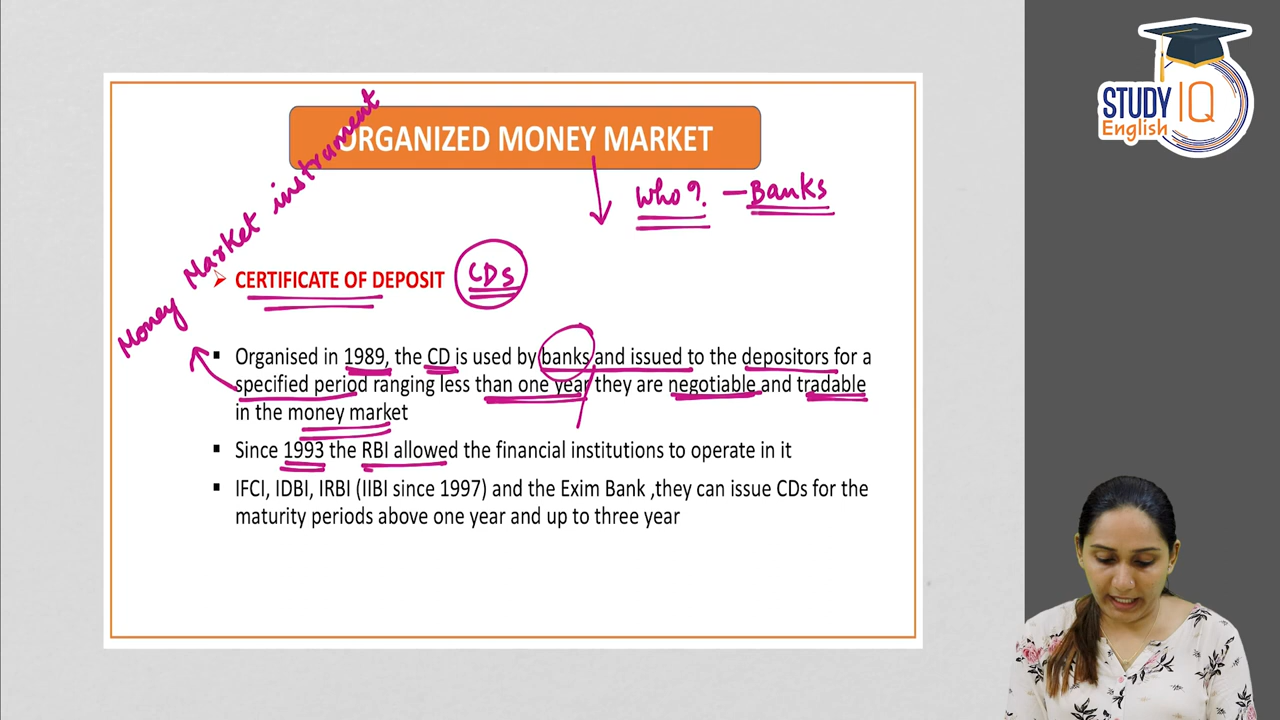 STUDY IQ
English
ORGANIZED MONEY MARKET
Who? - Banks
Money Market instrument
CERTIFICATE OF DEPOSIT CDs
Organised in 1989, the CD is used by banks and issued to the depositors for a
specified period ranging less than one year they are negotiable and tradable
in the money market
Since 1993 the RBI allowed the financial institutions to operate in it
IFCI, IDBI, IRBI (IIBI since 1997) and the Exim Bank ,they can issue CDs for the
maturity periods above one year and up to three year